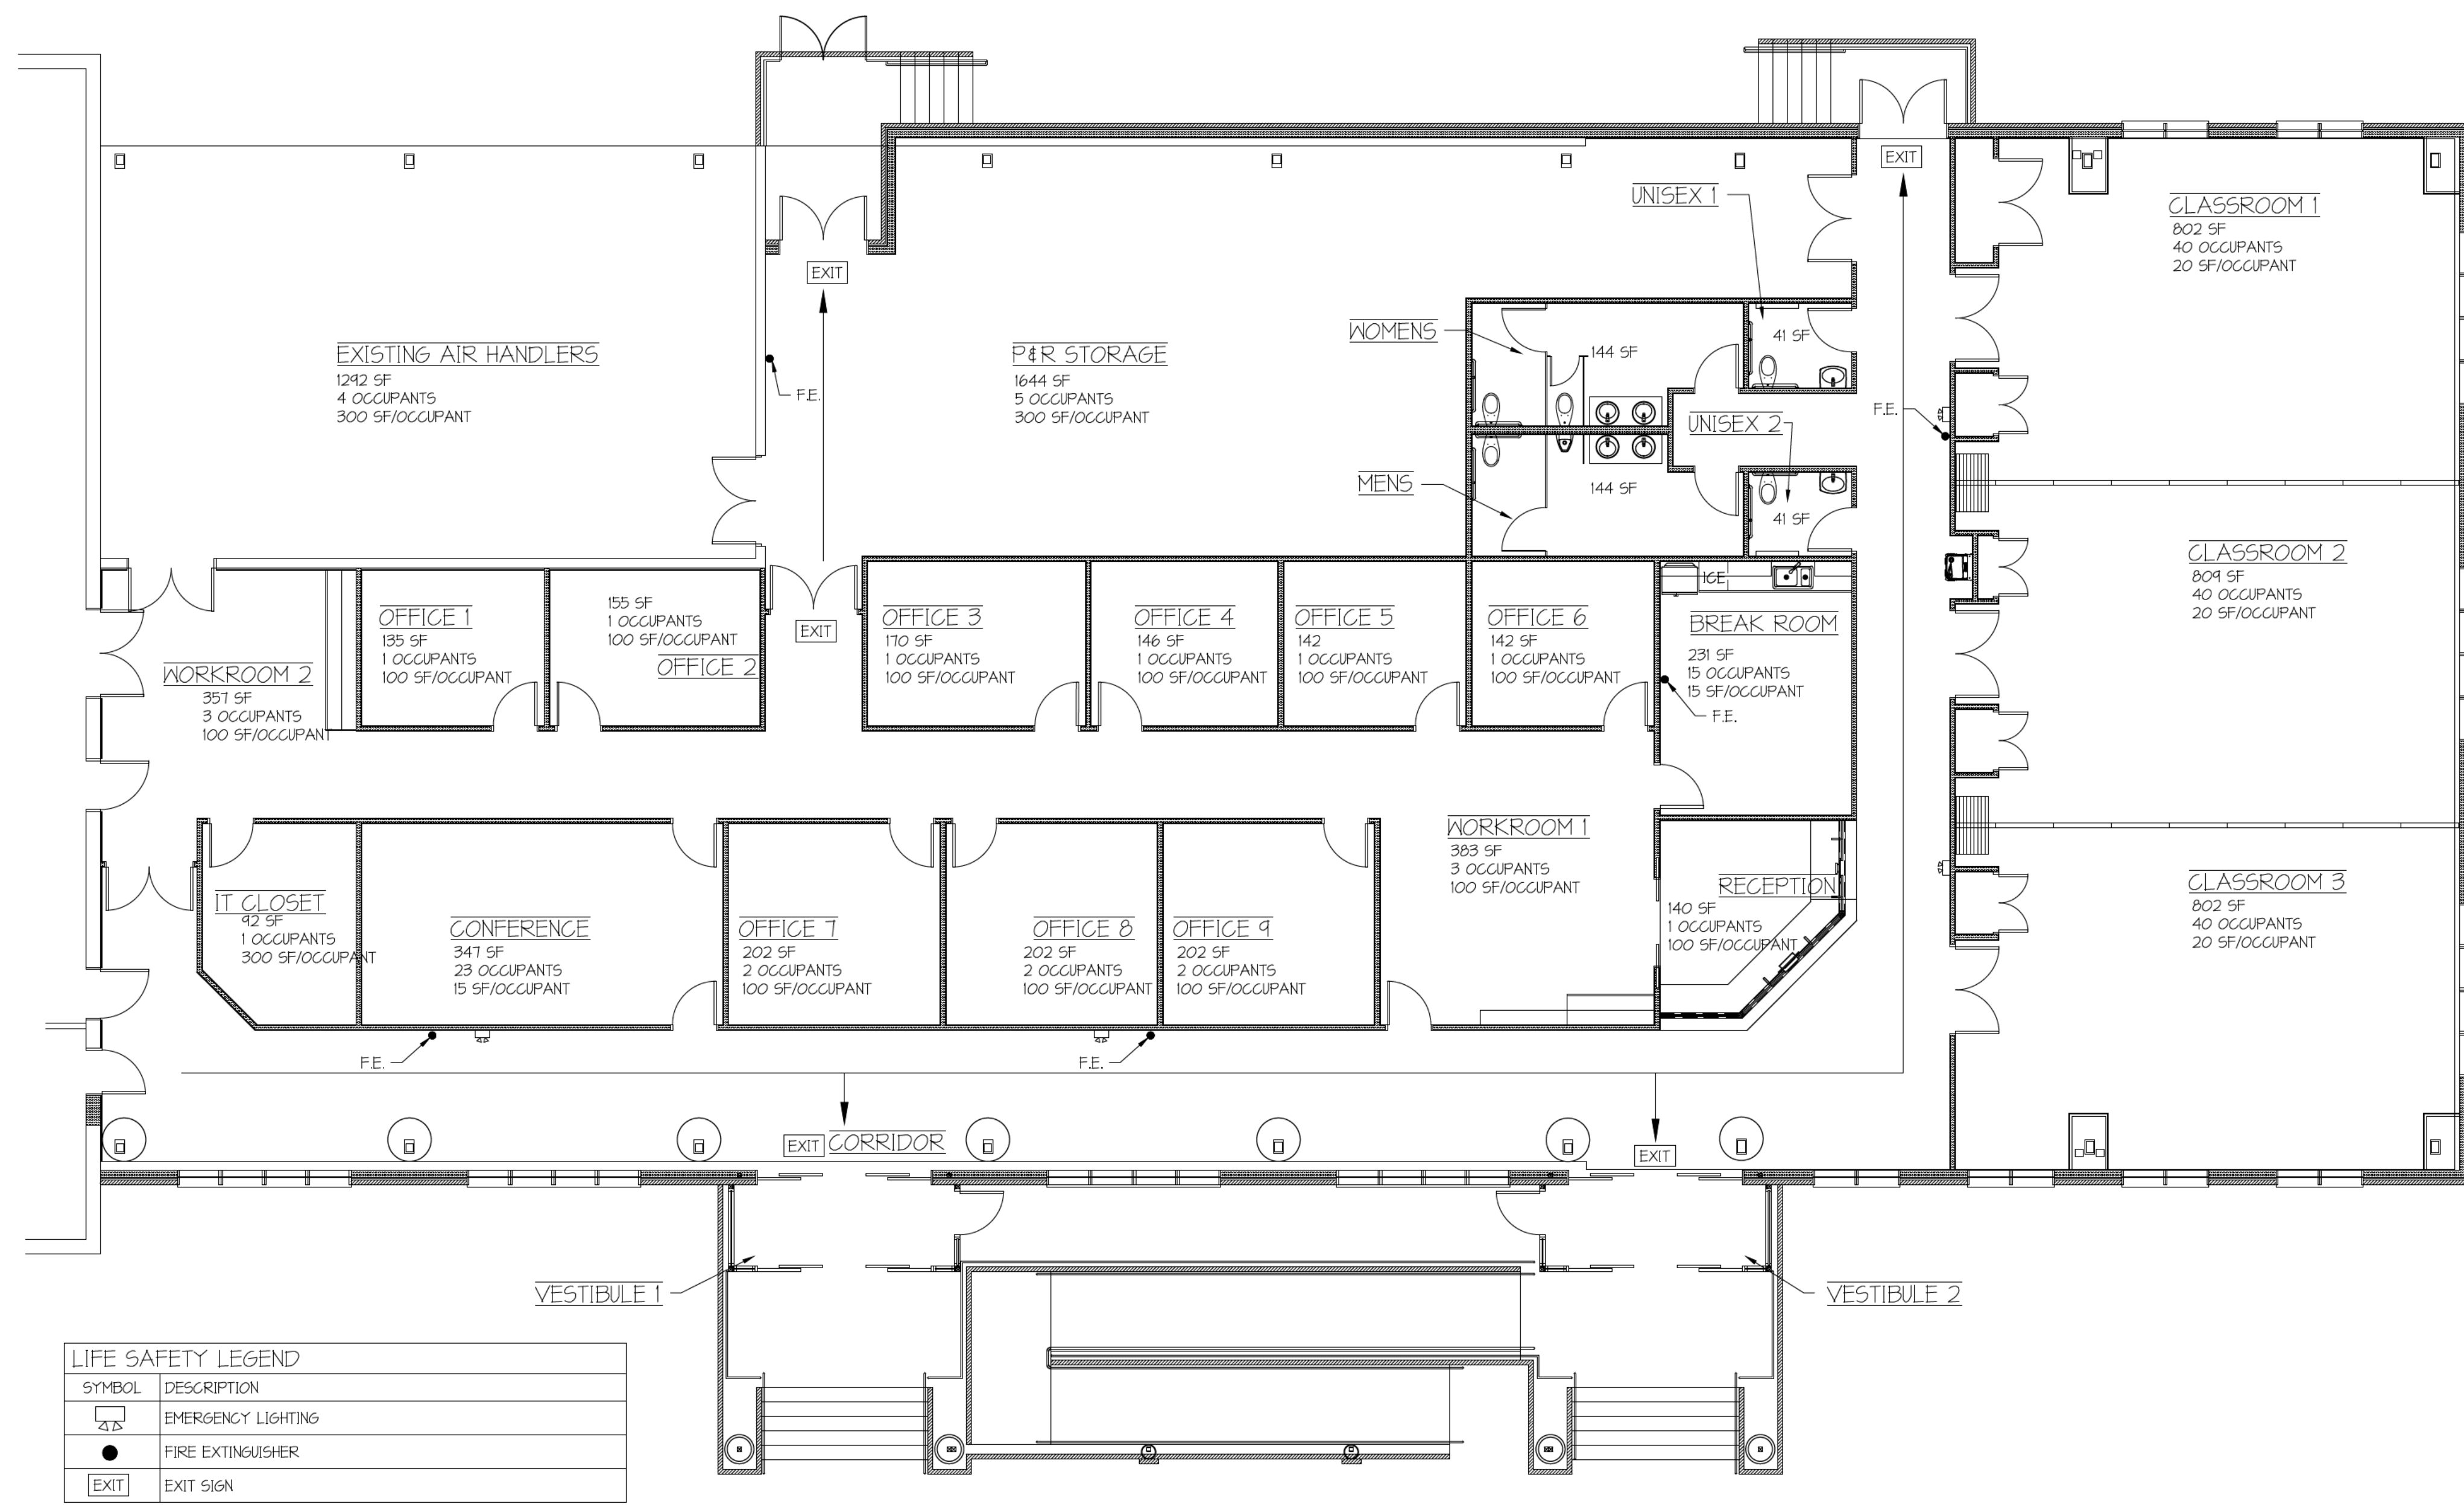 EXIT
UNISEX 1
CLASSROOM 1
802 SF
40 OCCUPANTS
20 SF/OCCUPANT
EXIT
EXISTING AIR HANDLERS
1292 SF
4 OCCUPANTS
300 SF/OCCUPANT
F.E.
P&R STORAGE
1644 SF
5 OCCUPANTS
300 SF/OCCUPANT
WOMENS
144 SF
41 SF
F.E.
UNISEX 2
MENS
144 SF
41 SF
CLASSROOM 2
809 SF
40 OCCUPANTS
20 SF/OCCUPANT
WORKROOM 2
357 SF
3 OCCUPANTS
100 SF/OCCUPANT
OFFICE 1
135 SF
1 OCCUPANTS
100 SF/OCCUPANT
155 SF
1 OCCUPANTS
100 SF/OCCUPANT
OFFICE 2
EXIT
OFFICE 3
170 SF
1 OCCUPANTS
100 SF/OCCUPANT
OFFICE 4
146 SF
1 OCCUPANTS
100 SF/OCCUPANT
OFFICE 5
142
1 OCCUPANTS
100 SF/OCCUPANT
OFFICE 6
142 SF
1 OCCUPANTS
100 SF/OCCUPANT
ICE
BREAK ROOM
231 SF
15 OCCUPANTS
15 SF/OCCUPANT
F.E.
IT CLOSET
92 SF
1 OCCUPANTS
300 SF/OCCUPANT
CONFERENCE
347 SF
23 OCCUPANTS
15 SF/OCCUPANT
OFFICE 7
202 SF
2 OCCUPANTS
100 SF/OCCUPANT
OFFICE 8
202 SF
2 OCCUPANTS
100 SF/OCCUPANT
OFFICE 9
202 SF
2 OCCUPANTS
100 SF/OCCUPANT
WORKROOM 1
383 SF
3 OCCUPANTS
100 SF/OCCUPANT
RECEPTION
140 SF
1 OCCUPANTS
100 SF/OCCUPANT
CLASSROOM 3
802 SF
40 OCCUPANTS
20 SF/OCCUPANT
F.E.
F.E.
EXIT
CORRIDOR
EXIT
VESTIBULE 1
VESTIBULE 2
LIFE SAFETY LEGEND
SYMBOL DESCRIPTION
EMERGENCY LIGHTING
FIRE EXTINGUISHER
EXIT EXIT SIGN